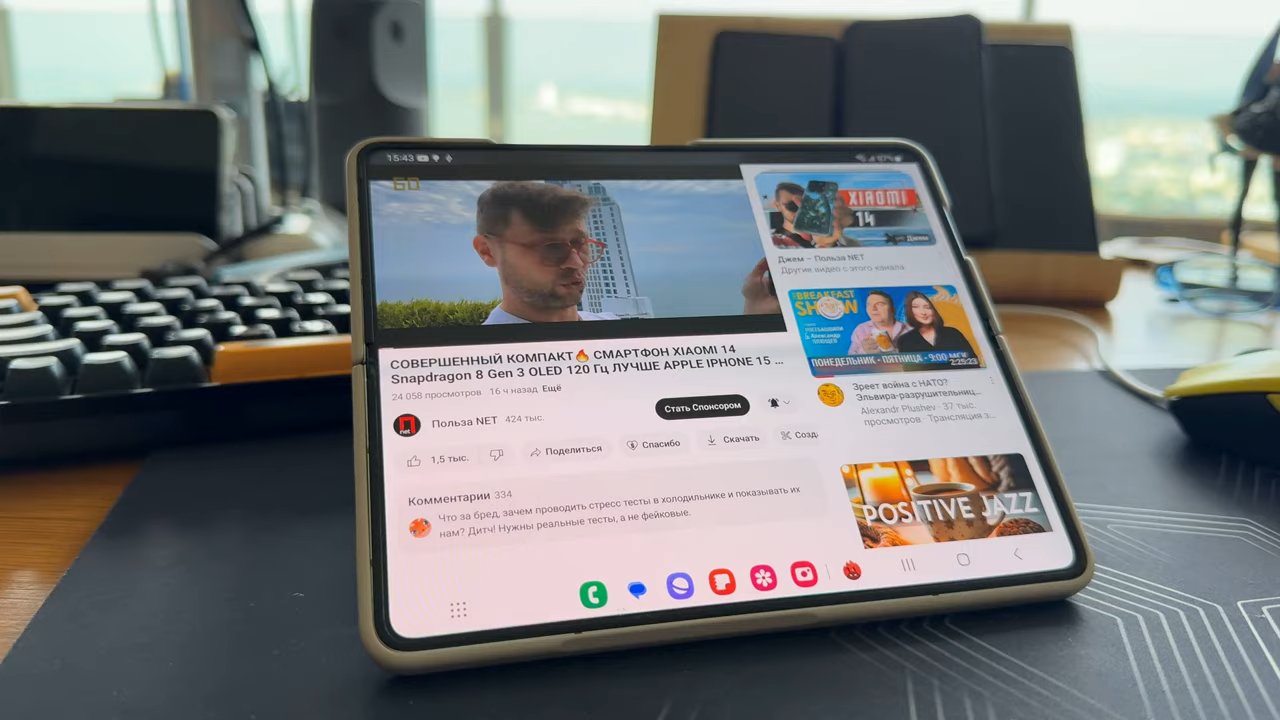 15:43
97%
60
СОВЕРШЕННЫЙ КОМПАКТ🔥 СМАРТФОН XIAOMI 14
Snapdragon 8 Gen 3 OLED 120 Гц ЛУЧШЕ APPLE IPHONE 15 ...
24 058 просмотров 16 ч назад Ещё
net
Польза NET 424 тыс.
Стать Спонсором
1,5 тыс.
Поделиться
Спасибо
Скачать
Созд
Комментарии 334
Что за бред, зачем проводить стресс тесты в холодильнике и показывать их
нам? Дитч! Нужны реальные тесты, а не фейковые.
XIAOMI
14
Джем
Джем – Польза NET
Другие видео с этого канала
BREAKFAST
SHOW
ПОНЕДЕЛЬНИК - ПЯТНИЦА - 9:00 МСК
2:25:23
Зреет война с НАТО?
Эльвира-разрушительниц...
Alexandr Plushev · 37 тыс.
просмотров · Трансляция з...
POSITIVE JAZZ